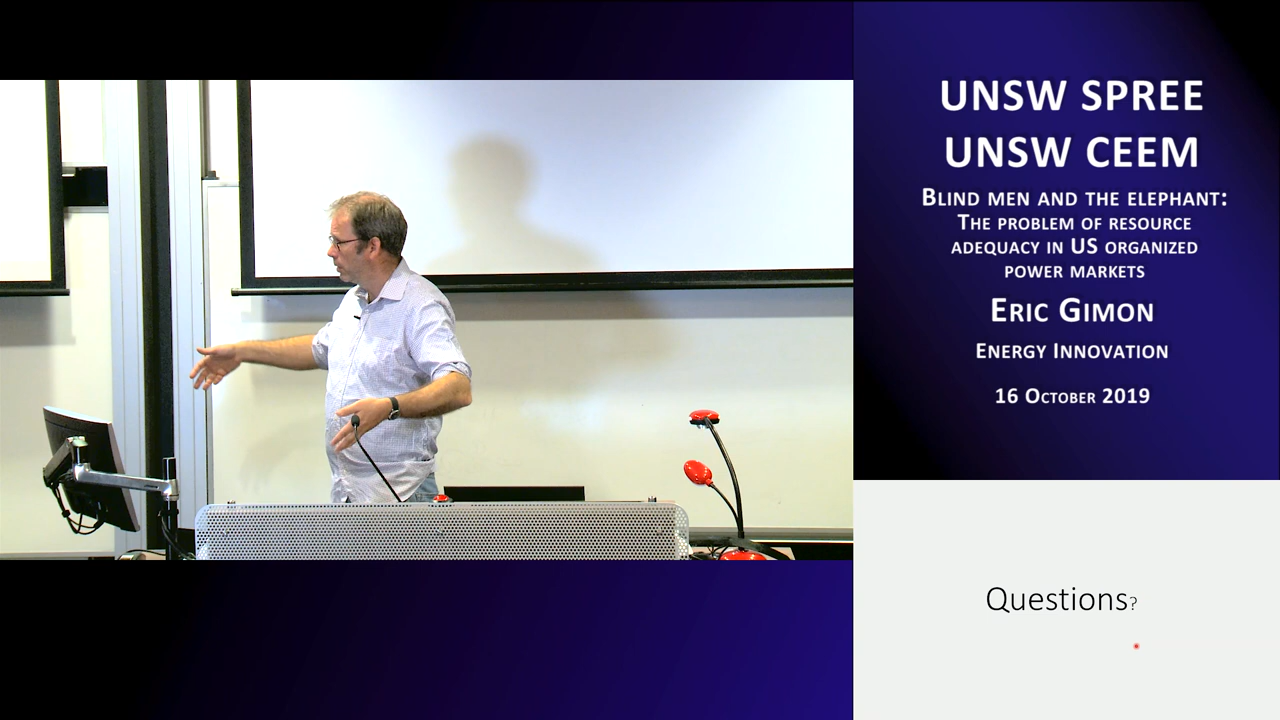 UNSW SPREE
UNSW CEEM
BLIND MEN AND THE ELEPHANT:
THE PROBLEM OF RESOURCE
ADEQUACY IN US ORGANIZED
POWER MARKETS
ERIC GIMON
ENERGY INNOVATION
16 OCTOBER 2019
Questions?